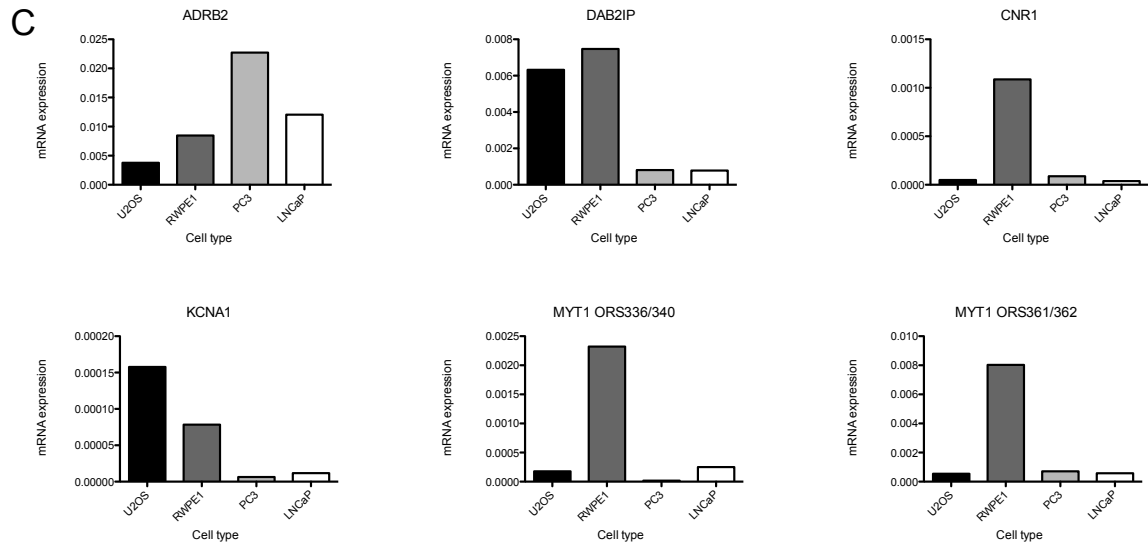 C
ADRB2
mRNA expression
0.025
0.020
0.015
0.010
0.005
0.000
U2OS
RWPE1
PC3
LNCaP
Cell type
DAB2IP
mRNA expression
0.008
0.006
0.004
0.002
0.000
U2OS
RWPE1
PC3
LNCaP
Cell type
CNR1
mRNA expression
0.0015
0.0010
0.0005
0.0000
U2OS
RWPE1
PC3
LNCaP
Cell type
KCNA1
mRNA expression
0.00020
0.00015
0.00010
0.00005
0.00000
U2OS
RWPE1
PC3
LNCaP
Cell type
MYT1 ORS336/340
mRNA expression
0.0025
0.0020
0.0015
0.0010
0.0005
0.0000
U2OS
RWPE1
PC3
LNCaP
Cell type
MYT1 ORS361/362
mRNA expression
0.010
0.008
0.006
0.004
0.002
0.000
U2OS
RWPE1
PC3
LNCaP
Cell type